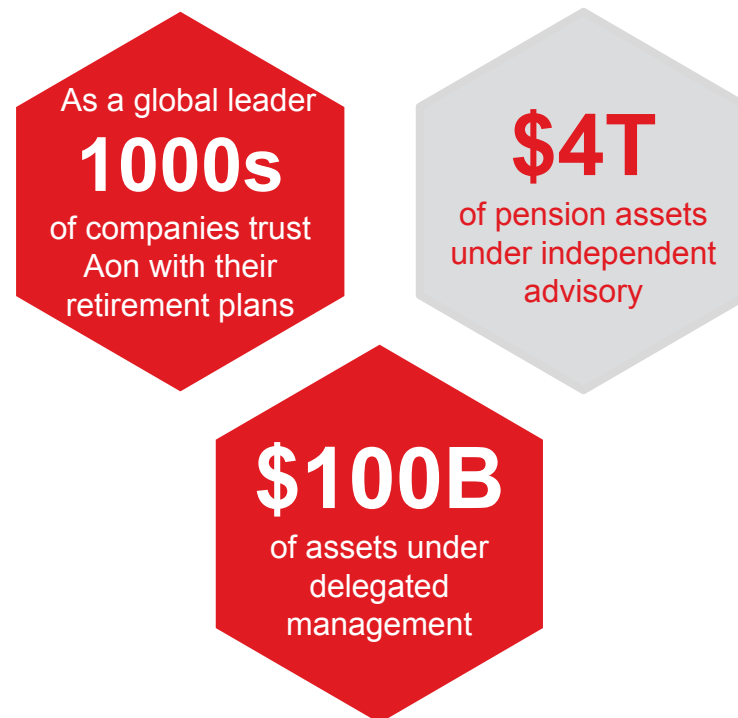 As a global leader
1000s
of companies trust
Aon with their
retirement plans
$4T
of pension assets
under independent
advisory
$100B
of assets under
delegated
management